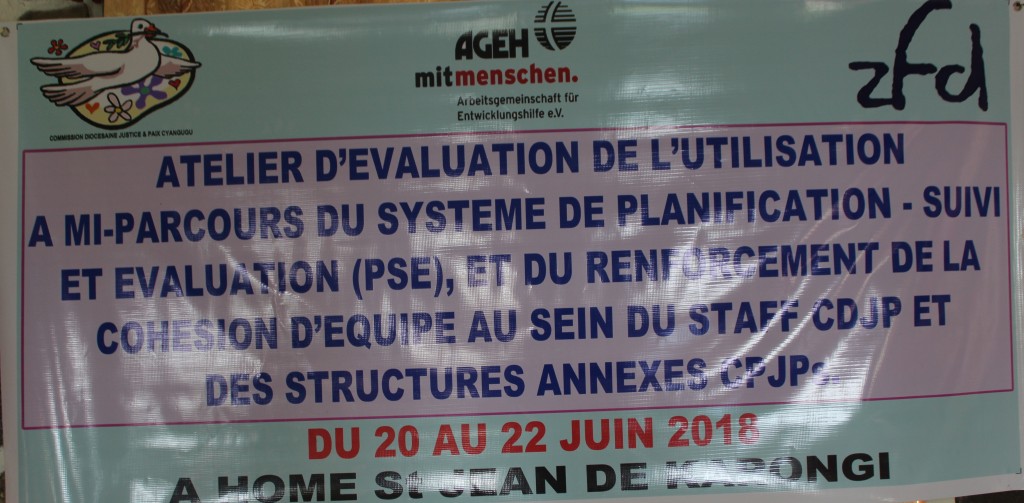 COMMISSION DIOCESAINE JUSTICE & PAIX CYANGUGU
AGEH
mitmenschen.
Arbeitsgemeinschaft für
Entwicklungshilfe e.V.
zfd
ATELIER D'EVALUATION DE L'UTILISATION
A MI-PARCOURS DU SYSTEME DE PLANIFICATION - SUIVI
ET EVALUATION (PSE), ET DU RENFORCEMENT DE LA
COHESION D'EQUIPE AU SEIN DU STAFF CDJP ET
DES STRUCTURES ANNEXES CPJPs.
DU 20 AU 22 JUIN 2018
A HOME St JEAN DE KARONGI